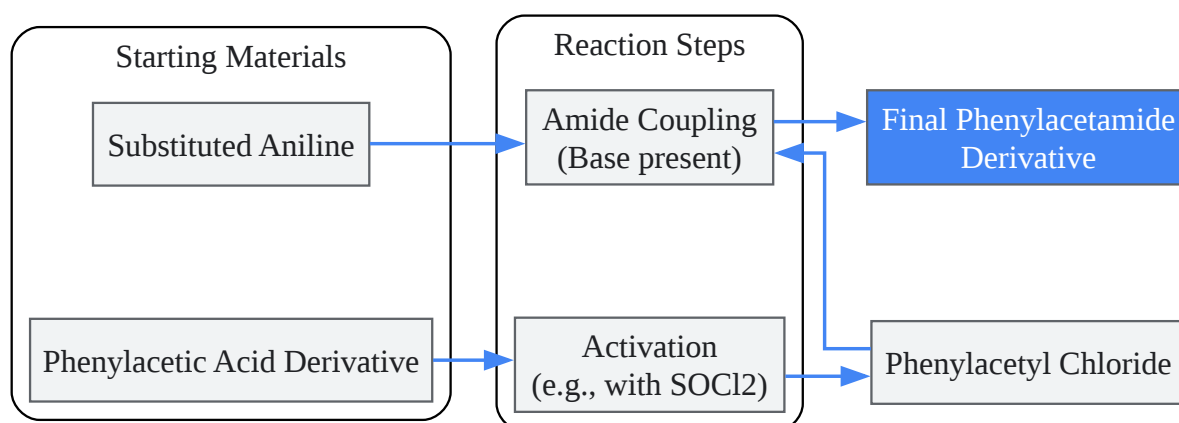 Starting Materials
Substituted Aniline
Phenylacetic Acid Derivative
Reaction Steps
Amide Coupling
(Base present)
Activation
(e.g., with SOCl2)
Final Phenylacetamide
Derivative
Phenylacetyl Chloride